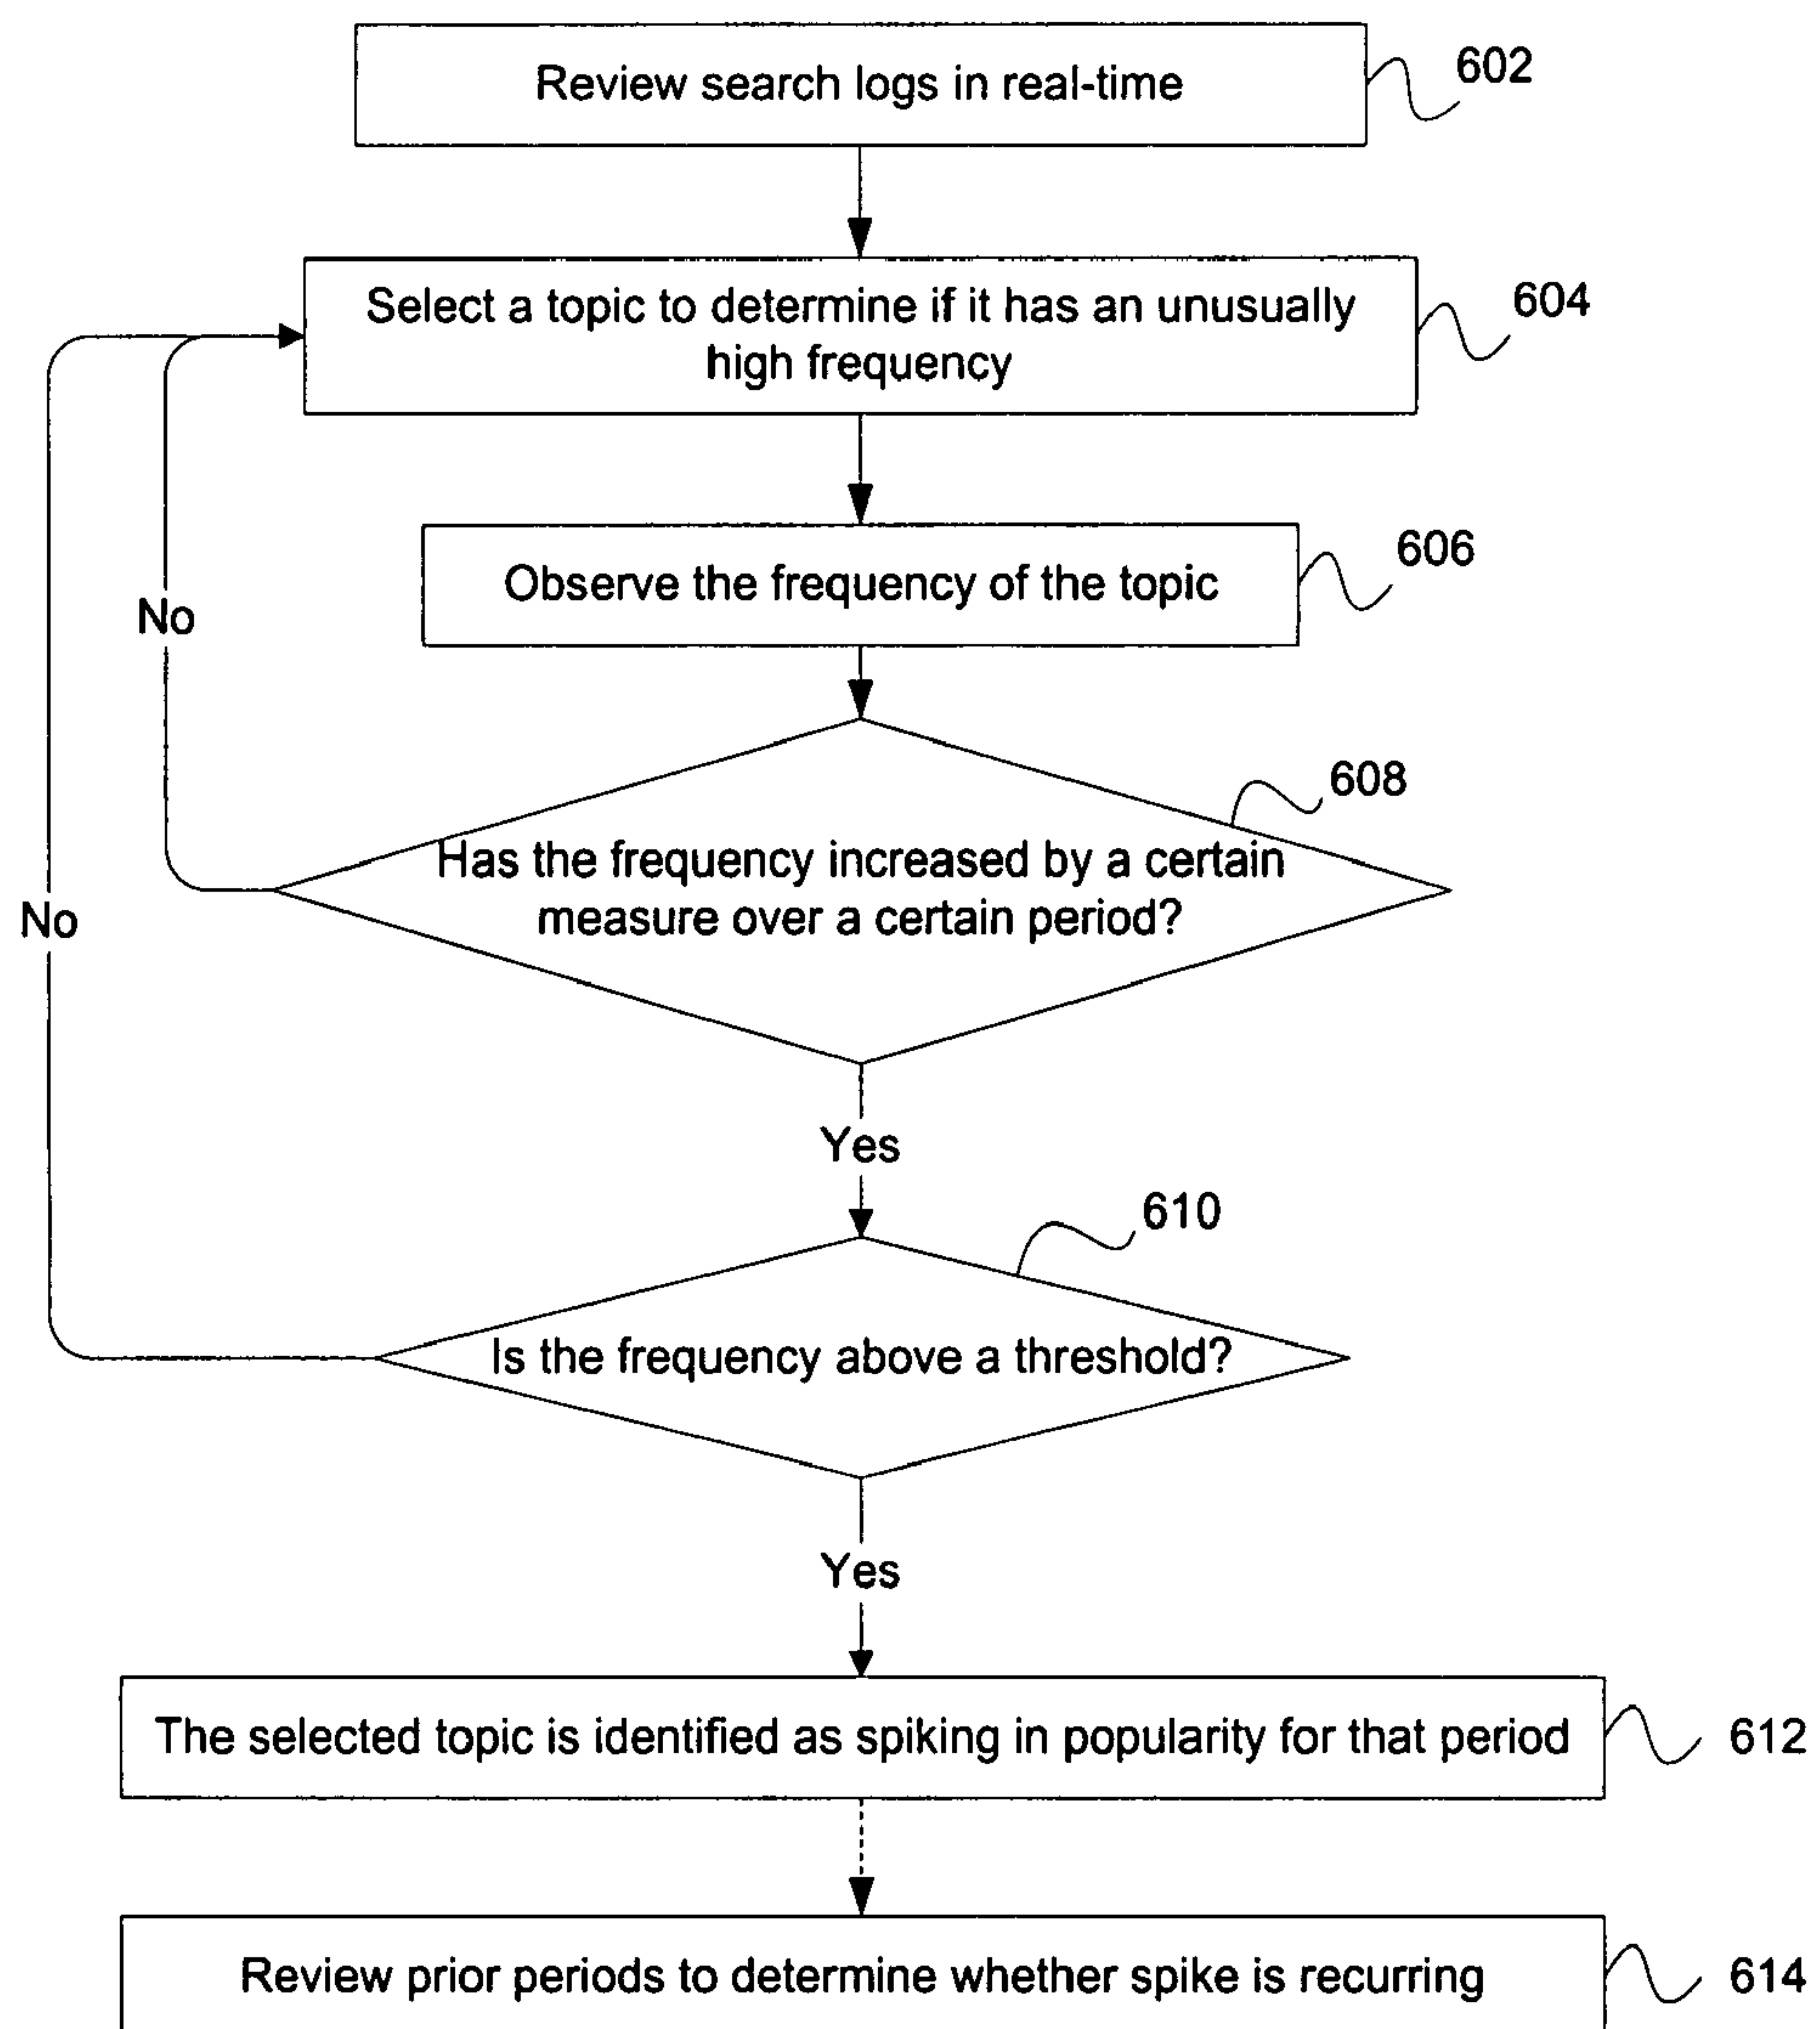 Review search logs in real-time
602
Select a topic to determine if it has an unusually
high frequency
604
Observe the frequency of the topic
606
No
608
Has the frequency increased by a certain
measure over a certain period?
No
Yes
610
Is the frequency above a threshold?
Yes
The selected topic is identified as spiking in popularity for that period
612
Review prior periods to determine whether spike is recurring
614